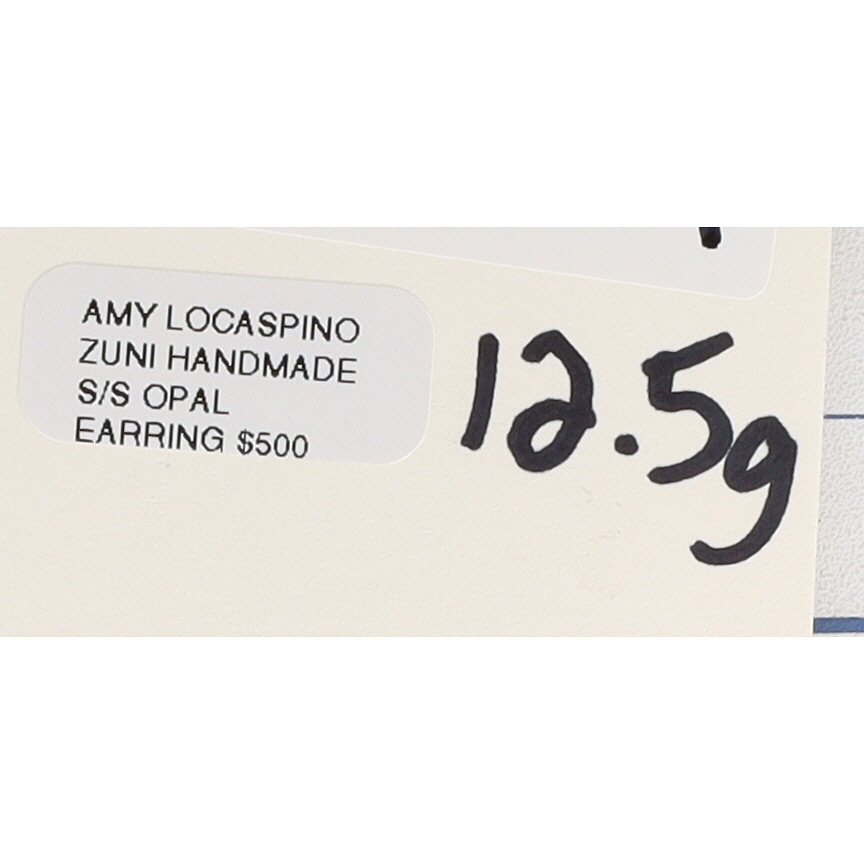 AMY LOCASPINO
ZUNI HANDMADE
S/S OPAL
EARRING $500
12.5g